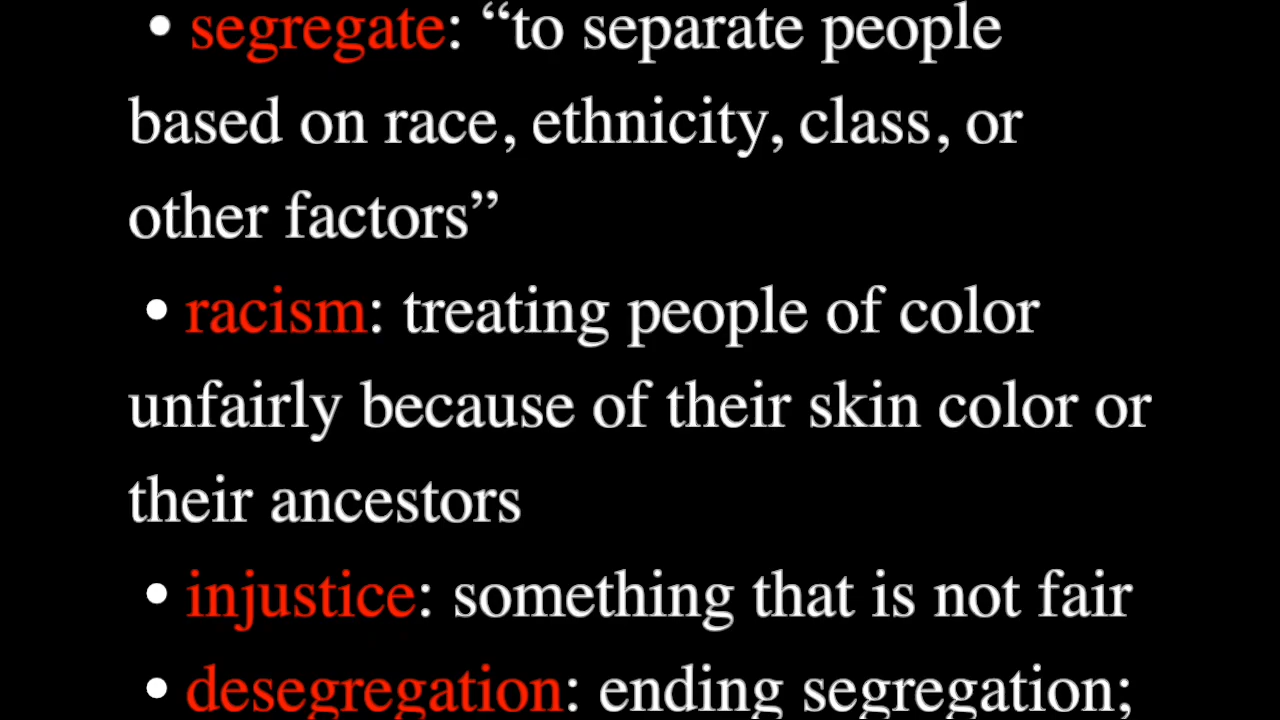 • segregate: “to separate people
based on race, ethnicity, class, or
other factors”
• racism: treating people of color
unfairly because of their skin color or
their ancestors
• injustice: something that is not fair
• desegregation: ending segregation;